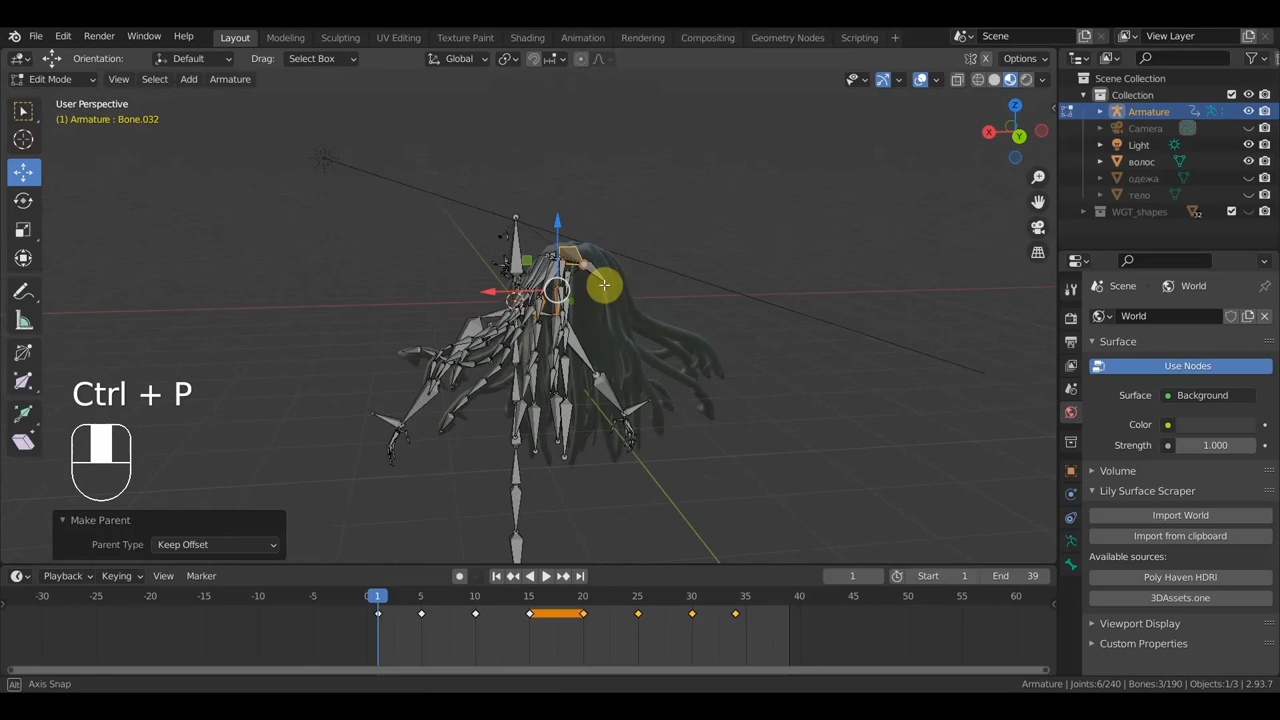 File Edit Render Window Help Layout Modeling Sculpting UV Editing Texture Paint Shading Animation Rendering Compositing Geometry Nodes Scripting + Scene View Layer
Orientation: Default Drag: Select Box Global X Options
Edit Mode View Select Add Armature
User Perspective
(1) Armature : Bone.032
Z
X
Y
Scene Collection
Collection
Armature
Camera
Light
волос
одежа
тело
WGT_shapes 32
Scene World
World
Surface
Use Nodes
Surface Background
Color
Strength 1.000
Volume
Lily Surface Scraper
Import World
Import from clipboard
Available sources:
Poly Haven HDRI
3DAssets.one
Viewport Display
Custom Properties
Ctrl + P
Make Parent
Parent Type Keep Offset
Playback Keying View Marker 1 Start 1 End 39
-30 -25 -20 -15 -10 -5 1 5 10 15 20 25 30 35 40 45 50 55 60
Alt Axis Snap Armature | Joints:6/240 | Bones:3/190 | Objects:1/3 | 2.93.7